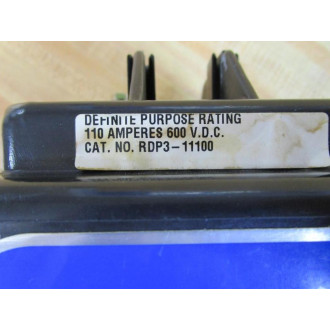 DEFINITE PURPOSE RATING
110 AMPERES 600 V.D.C.
CAT. NO. RDP3-11100